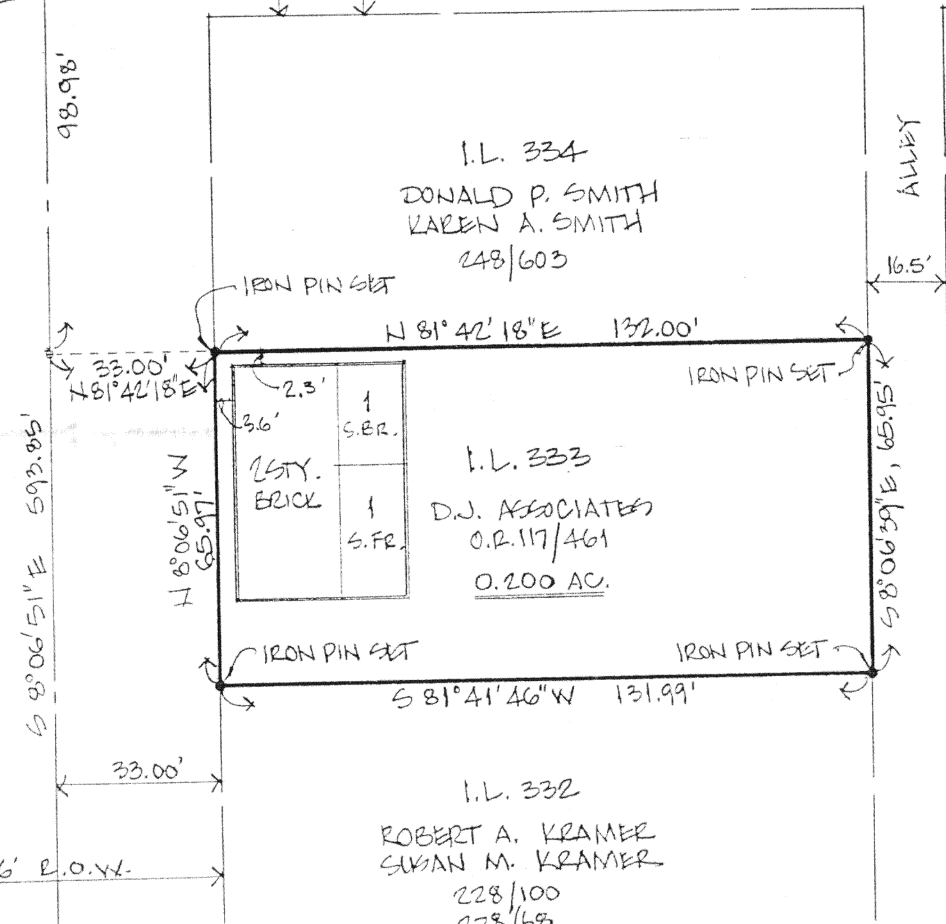 98.98'
I.L. 334
DONALD P. SMITH
KAREN A. SMITH
248/603
ALLEY
16.5'
IRON PIN SET
N 81°42'18"E 132.00'
IRON PIN SET
33.00'
N 81°42'18"E
2.3'
3.6'
1
S.BR.
2 STY.
BRICK
1
S.FR.
I.L. 333
D.J. ASSOCIATES
O.R.117/461
0.200 AC.
N 8°06'51"W
65.97'
S 8°06'39"E, 65.95'
S 8°06'51"E 593.85'
IRON PIN SET
IRON PIN SET
S 81°41'46"W 131.99'
33.00'
I.L. 332
ROBERT A. KRAMER
SUSAN M. KRAMER
228/100
6' R.O.W.